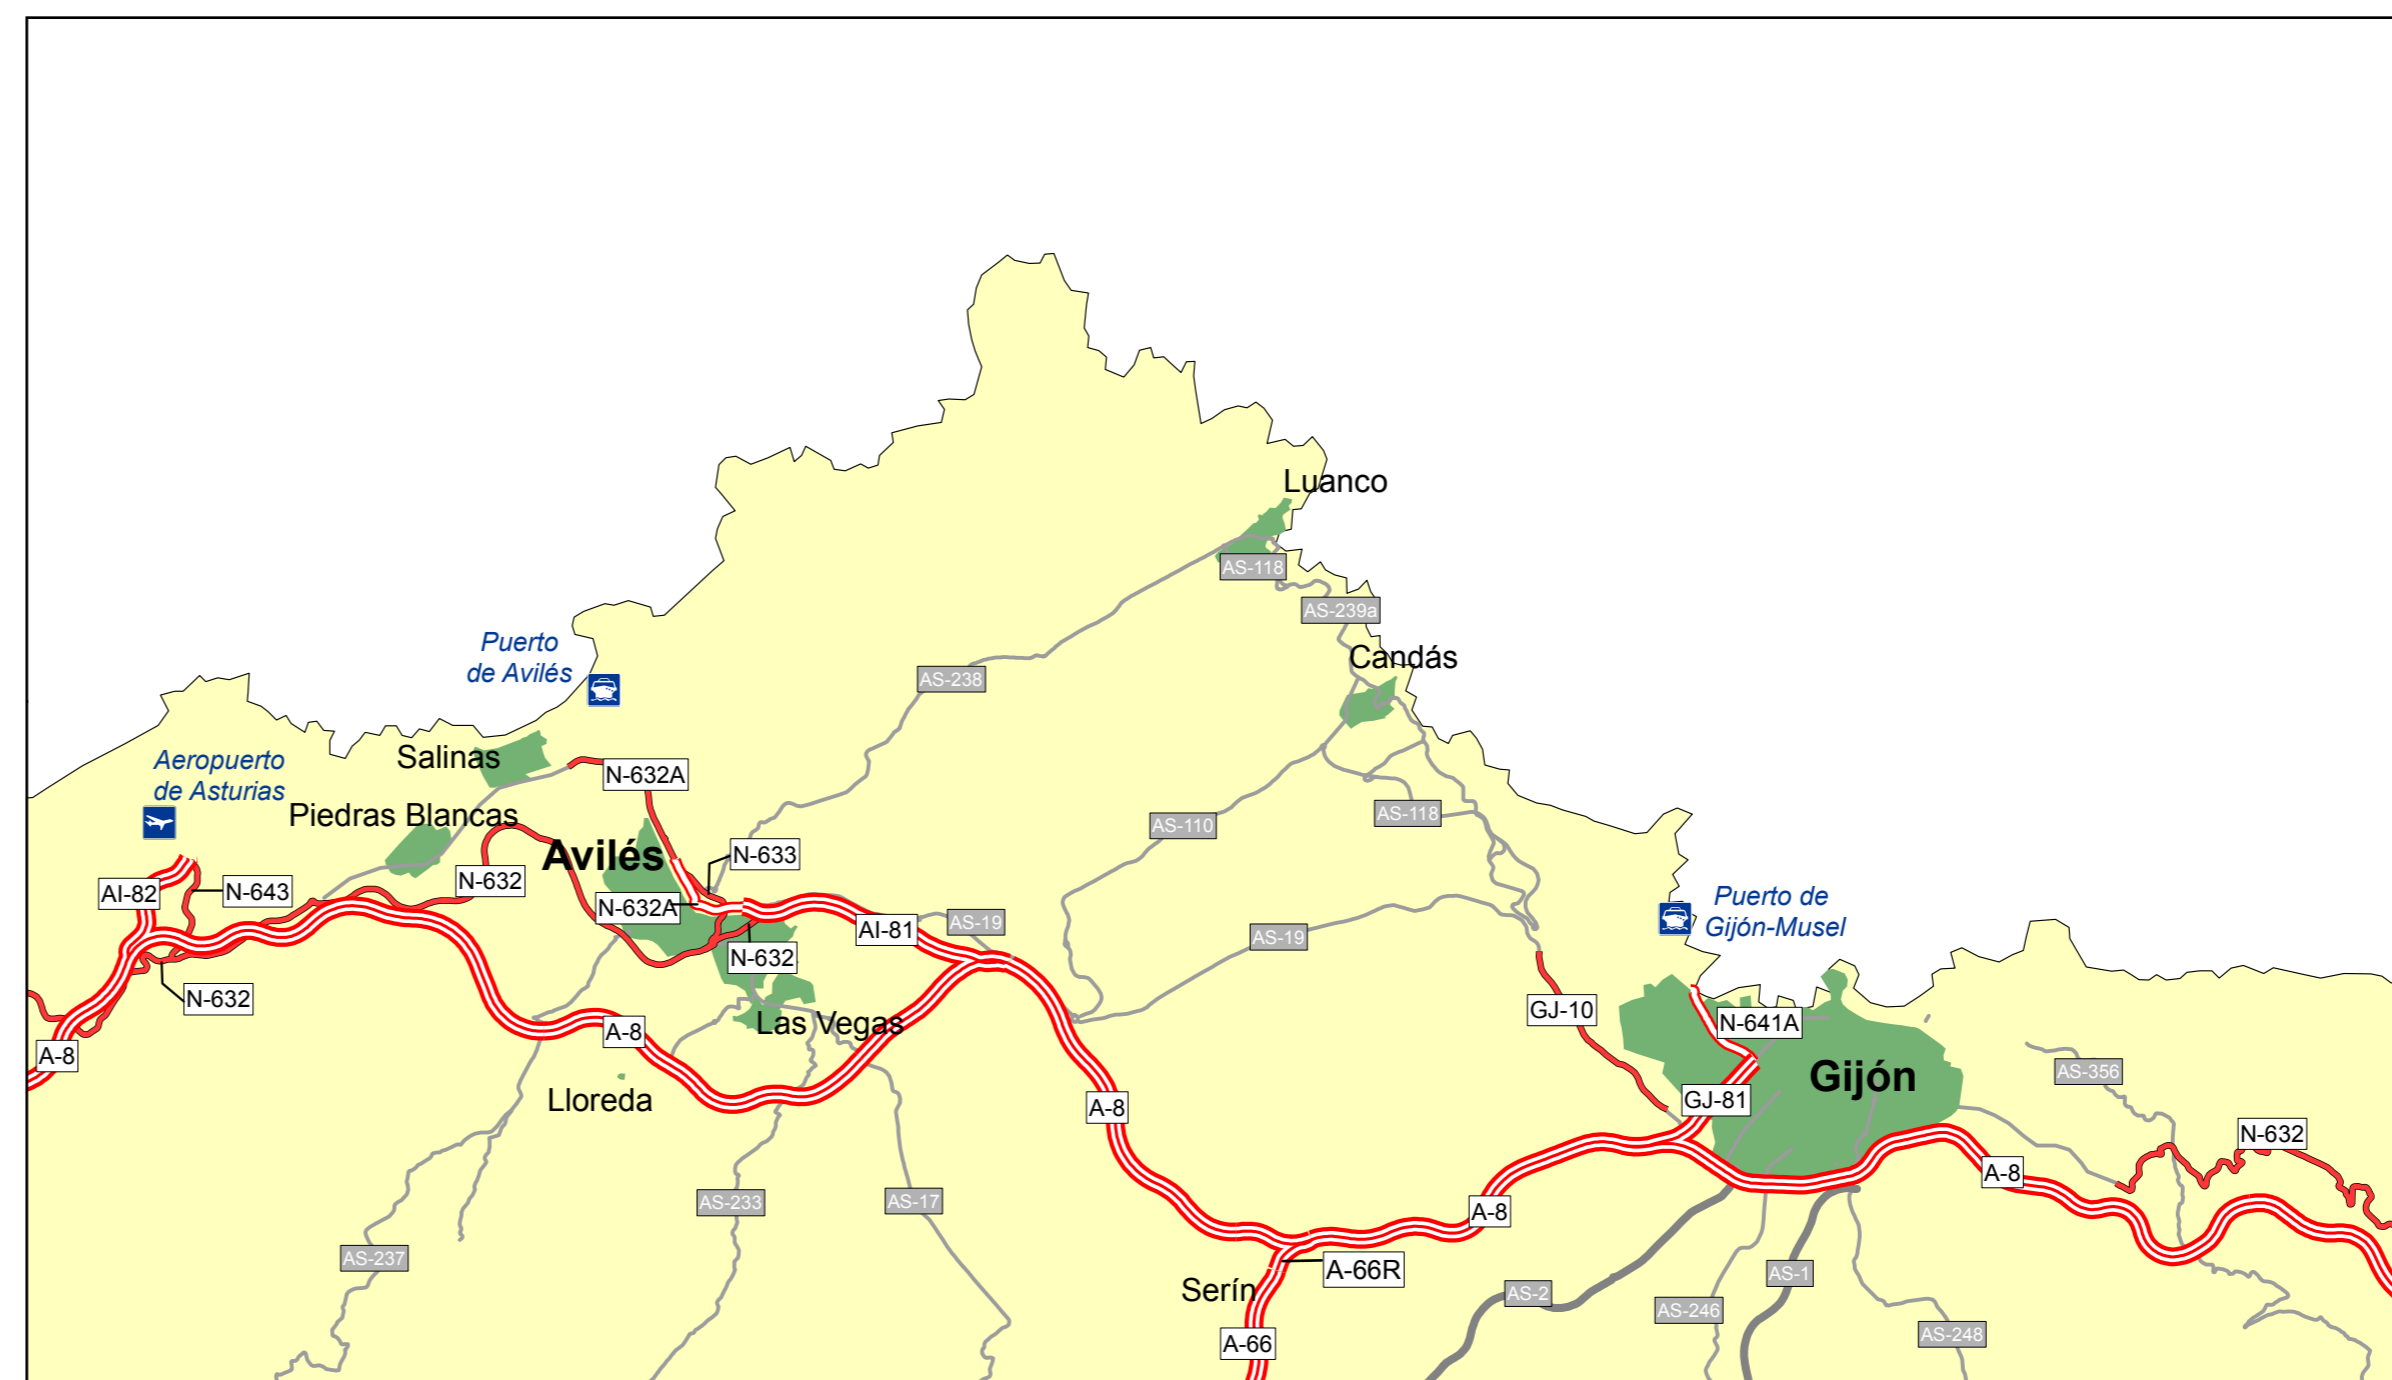 Luanco
AS-118
AS-239a
Puerto
de Avilés
Candás
AS-238
Aeropuerto
de Asturias
Salinas
N-632A
Piedras Blancas
AS-110
AS-118
Avilés
N-633
N-632
AI-82
N-643
N-632A
AI-81
AS-19
AS-19
Puerto de
Gijón-Musel
N-632
N-632
GJ-10
N-641A
Las Vegas
A-8
A-8
Gijón
AS-356
Lloreda
A-8
GJ-81
N-632
A-8
AS-233
AS-17
A-8
AS-237
A-66R
AS-1
Serín
AS-2
AS-246
AS-248
A-66